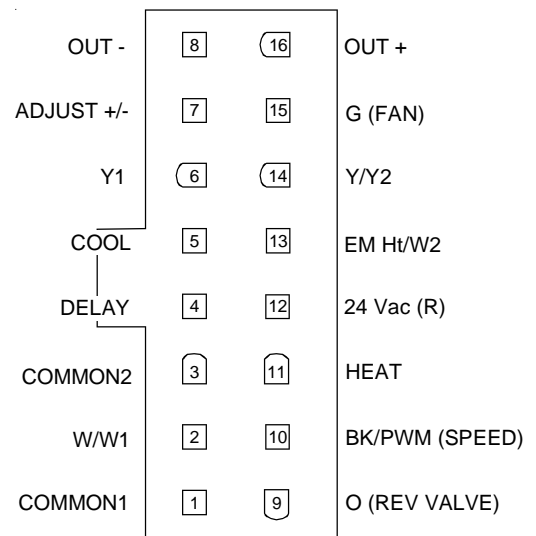 OUT - 8 16 OUT +
ADJUST +/- 7 15 G (FAN)
Y1 6 14 Y/Y2
COOL 5 13 EM Ht/W2
DELAY 4 12 24 Vac (R)
COMMON2 3 11 HEAT
W/W1 2 10 BK/PWM (SPEED)
COMMON1 1 9 O (REV VALVE)